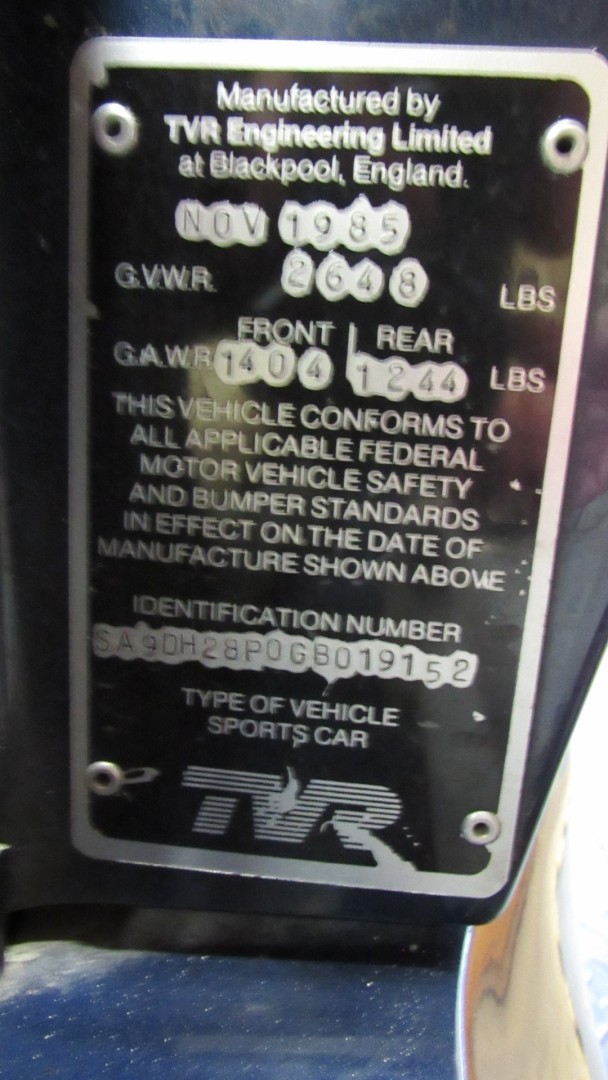 Manufactured by
TVR Engineering Limited
at Blackpool, England.
NOV 1985
G.V.W.R. 2648 LBS
FRONT | REAR
G.A.W.R 1404 1244 LBS
THIS VEHICLE CONFORMS TO
ALL APPLICABLE FEDERAL
MOTOR VEHICLE SAFETY
AND BUMPER STANDARDS
IN EFFECT ON THE DATE OF
MANUFACTURE SHOWN ABOVE
IDENTIFICATION NUMBER
SA9DH28P0GB019152
TYPE OF VEHICLE
SPORTS CAR
TVR